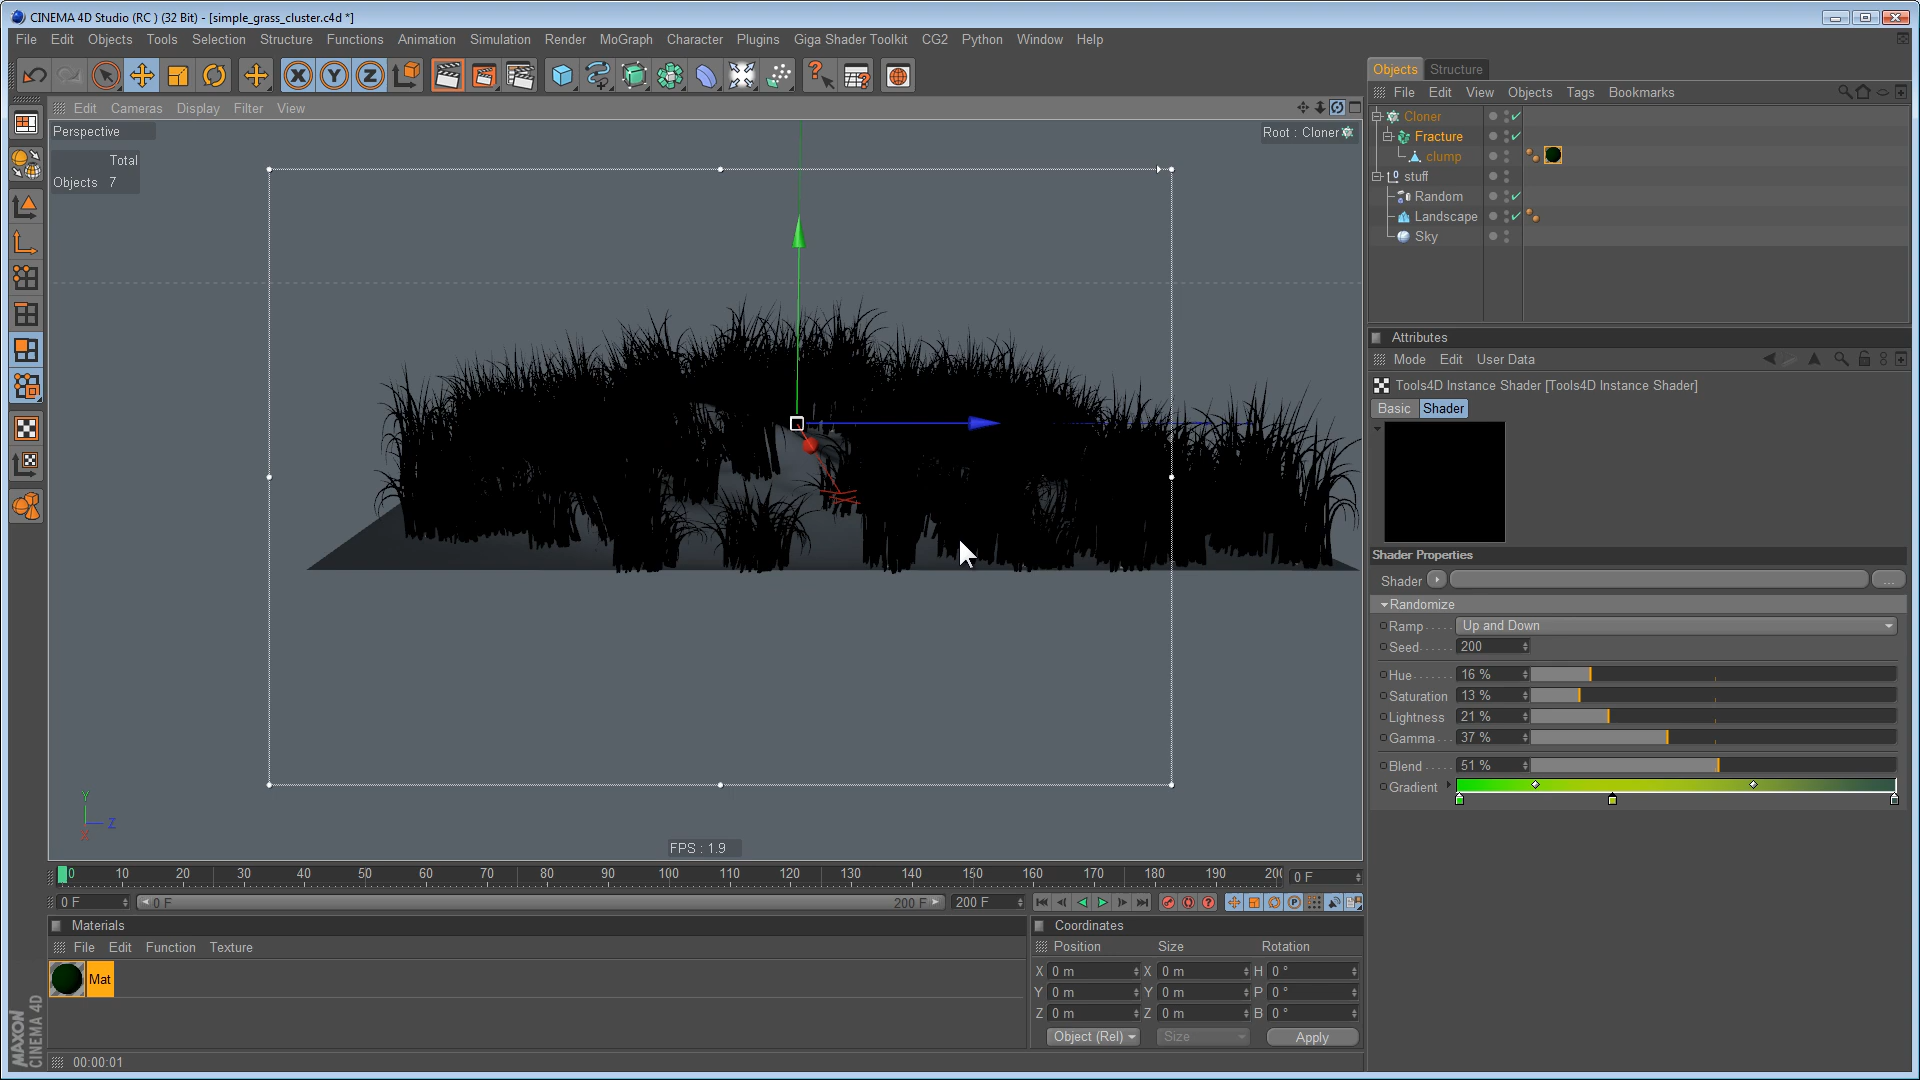 CINEMA 4D Studio (RC ) (32 Bit) - [simple_grass_cluster.c4d *]
File Edit Objects Tools Selection Structure Functions Animation Simulation Render MoGraph Character Plugins Giga Shader Toolkit CG2 Python Window Help
Edit Cameras Display Filter View
Perspective
Root : Cloner
Total
Objects 7
FPS : 1.9
Y
Z
X
0 10 20 30 40 50 60 70 80 90 100 110 120 130 140 150 160 170 180 190 20
0 F
0 F
0 F
200 F
200 F
Materials
File Edit Function Texture
Mat
MAXON
CINEMA 4D
00:00:01
Coordinates
Position Size Rotation
X 0 m X 0 m H 0 °
Y 0 m Y 0 m P 0 °
Z 0 m Z 0 m B 0 °
Object (Rel) Size Apply
Objects Structure
File Edit View Objects Tags Bookmarks
Cloner
Fracture
clump
stuff
Random
Landscape
Sky
Attributes
Mode Edit User Data
Tools4D Instance Shader [Tools4D Instance Shader]
Basic Shader
Shader Properties
Shader ...
Randomize
Ramp..... Up and Down
Seed...... 200
Hue....... 16 %
Saturation 13 %
Lightness 21 %
Gamma... 37 %
Blend..... 51 %
Gradient